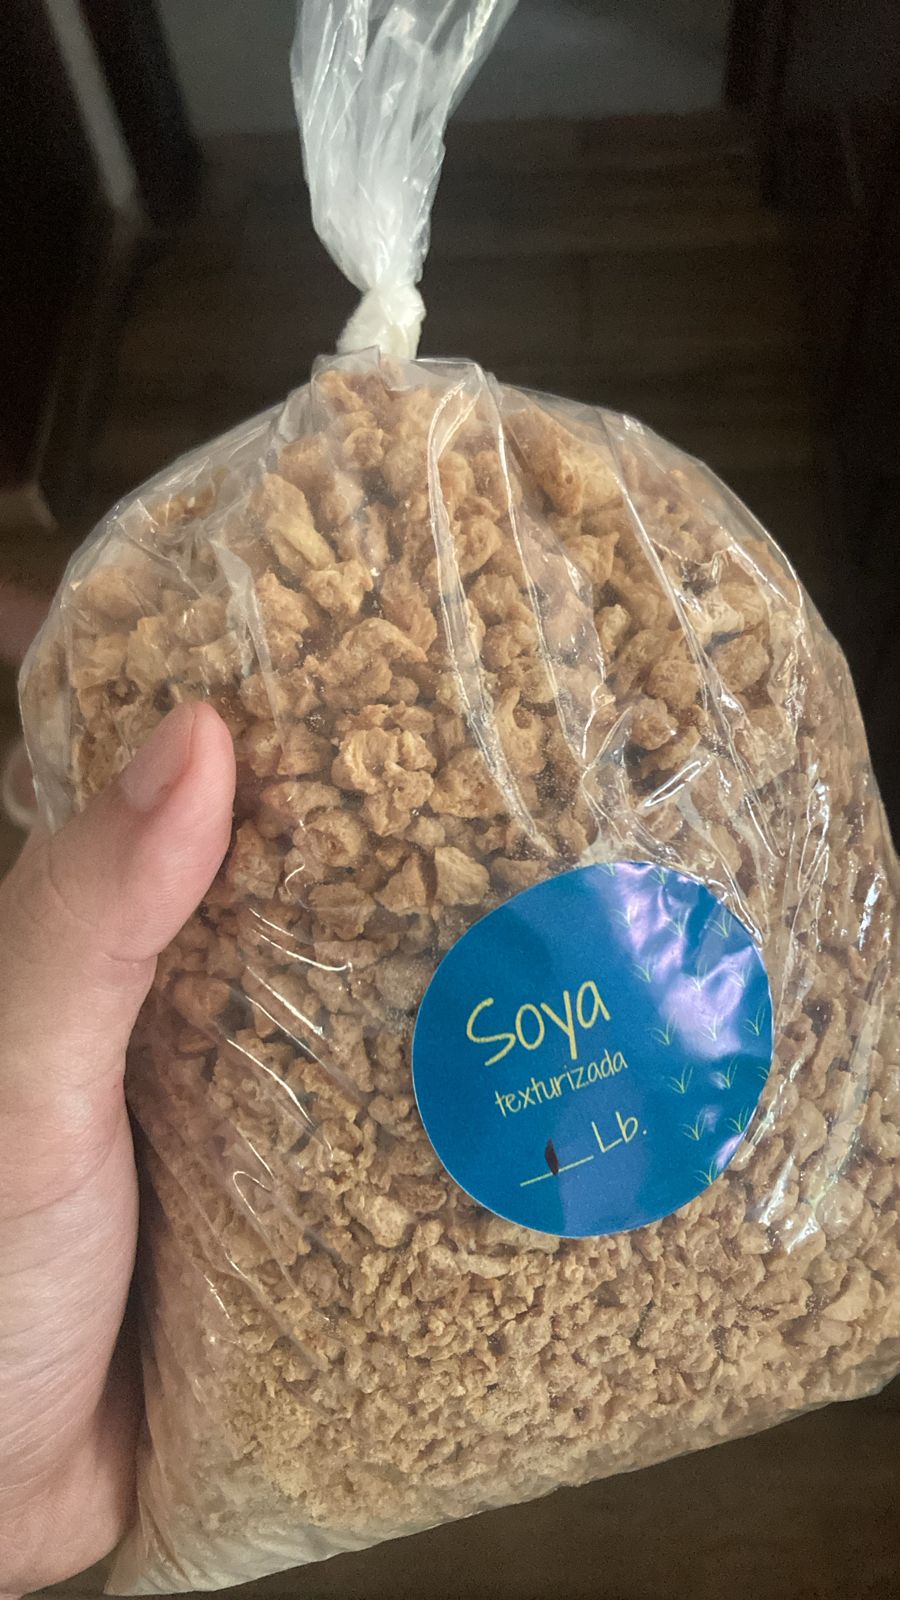 Soya
texturizada
1 Lb.